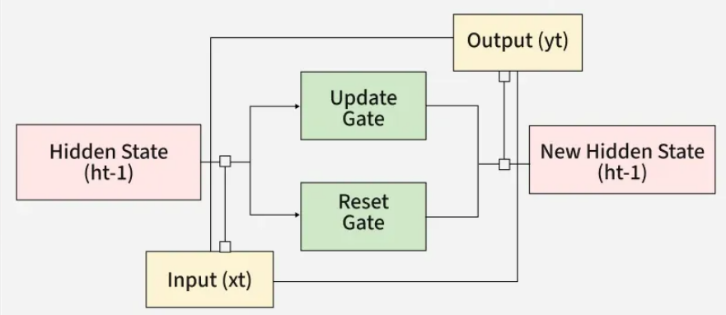 Output (yt)
Update
Gate
Hidden State
(ht-1)
New Hidden State
(ht-1)
Reset
Gate
Input (xt)